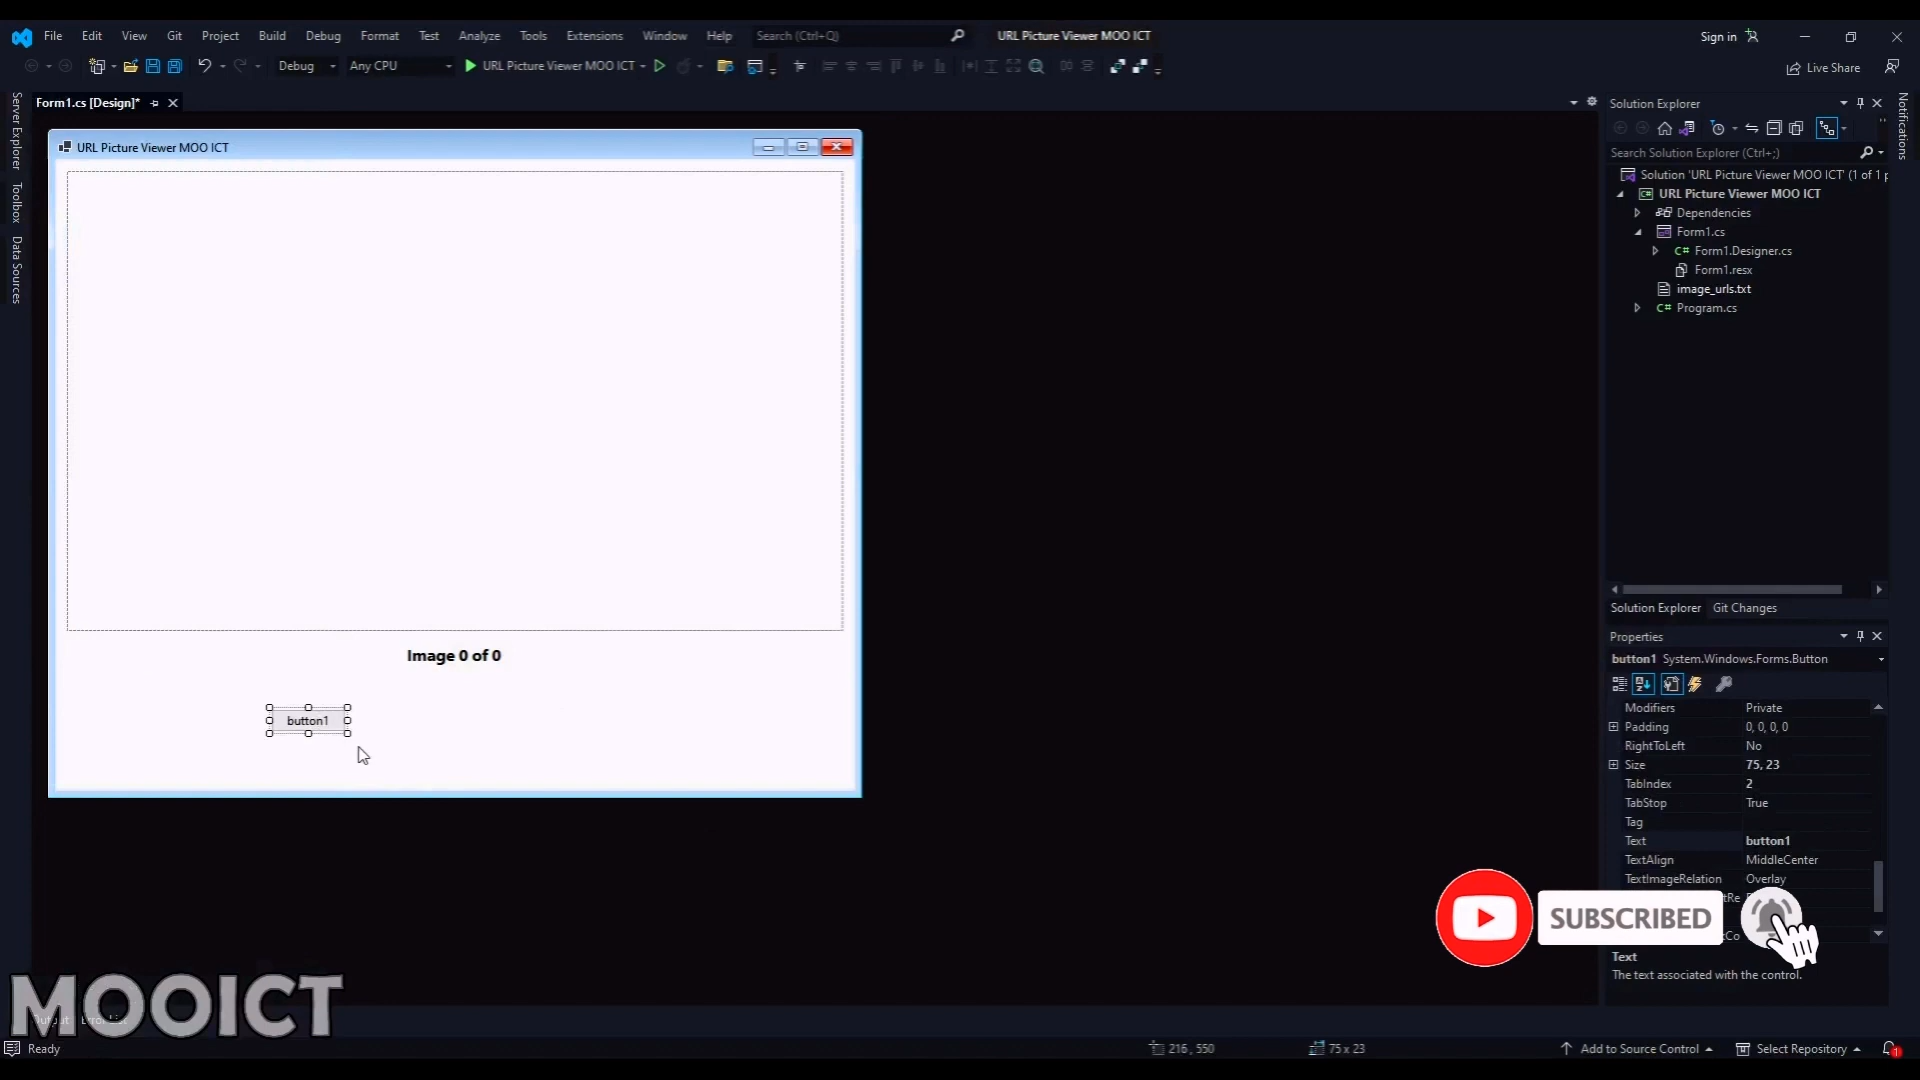 File Edit View Git Project Build Debug Format Test Analyze Tools Extensions Window Help Search (Ctrl+Q) URL Picture Viewer MOO ICT Sign in
Debug Any CPU URL Picture Viewer MOO ICT Live Share
Form1.cs [Design]*
Server Explorer
Toolbox
Data Sources
URL Picture Viewer MOO ICT
Image 0 of 0
button1
Solution Explorer
Search Solution Explorer (Ctrl+;)
Solution 'URL Picture Viewer MOO ICT' (1 of 1 p
URL Picture Viewer MOO ICT
Dependencies
Form1.cs
C# Form1.Designer.cs
Form1.resx
image_urls.txt
C# Program.cs
Notifications
Solution Explorer Git Changes
Properties
button1 System.Windows.Forms.Button
Modifiers Private
Padding 0, 0, 0, 0
RightToLeft No
Size 75, 23
TabIndex 2
TabStop True
Tag
Text button1
TextAlign MiddleCenter
TextImageRelation Overlay
SUBSCRIBED
Text
The text associated with the control.
MOOICT
Ready 216, 550 75 x 23 Add to Source Control Select Repository 1